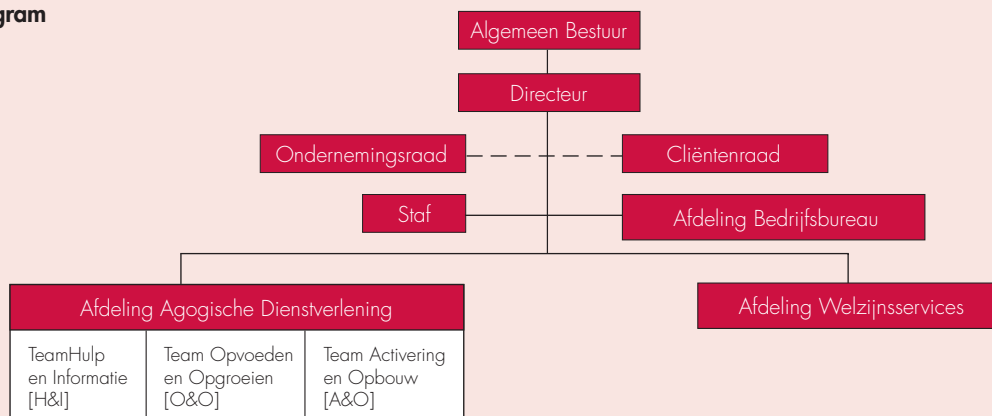 gram
Algemeen Bestuur
Directeur
Ondernemingsraad
Cliëntenraad
Staf
Afdeling Bedrijfsbureau
Afdeling Agogische Dienstverlening
Afdeling Welzijnsservices
TeamHulp
en Informatie
[H&I]
Team Opvoeden
en Opgroeien
[O&O]
Team Activering
en Opbouw
[A&O]